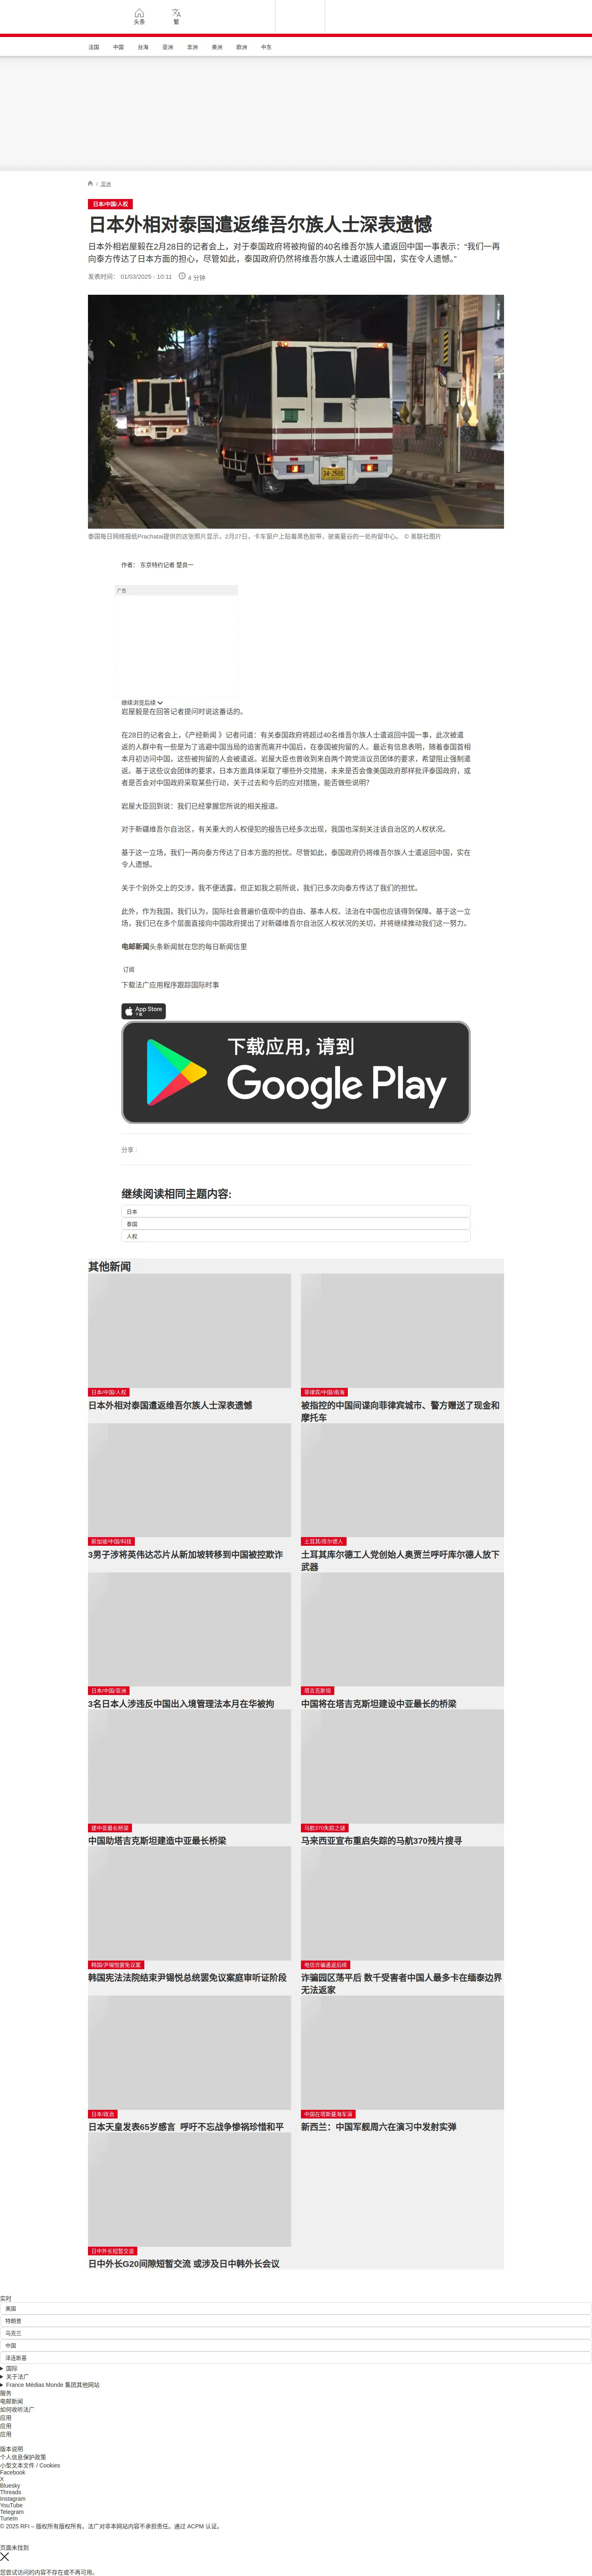 头条
繁
法国
中国
台海
亚洲
非洲
美洲
欧洲
中东
/ 亚洲
日本/中国/人权
日本外相对泰国遣返维吾尔族人士深表遗憾
日本外相岩屋毅在2月28日的记者会上，对于泰国政府将被拘留的40名维吾尔族人遣返回中国一事表示：“我们一再
向泰方传达了日本方面的担心，尽管如此，泰国政府仍然将维吾尔族人士遣返回中国，实在令人遗憾。”
发表时间： 01/03/2025 - 10:11
4 分钟
泰国每日网络报纸Prachatai提供的这张照片显示，2月27日，卡车窗户上贴着黑色胶带，驶离曼谷的一处拘留中心。 © 美联社图片
作者： 东京特约记者 楚良一
广告
继续浏览后续
岩屋毅是在回答记者提问时说这番话的。
在28日的记者会上，《产经新闻 》记者问道：有关泰国政府将超过40名维吾尔族人士遣返回中国一事，此次被遣
返的人群中有一些是为了逃避中国当局的迫害而离开中国后，在泰国被拘留的人。最近有信息表明，随着泰国首相
本月初访问中国，这些被拘留的人会被遣返。岩屋大臣也曾收到来自两个跨党派议员团体的要求，希望阻止强制遣
返。基于这些议会团体的要求，日本方面具体采取了哪些外交措施，未来是否会像美国政府那样批评泰国政府，或
者是否会对中国政府采取某些行动，关于过去和今后的应对措施，能否做些说明？
岩屋大臣回到说：我们已经掌握您所说的相关报道。
对于新疆维吾尔自治区，有关重大的人权侵犯的报告已经多次出现，我国也深刻关注该自治区的人权状况。
基于这一立场，我们一再向泰方传达了日本方面的担忧。尽管如此，泰国政府仍将维吾尔族人士遣返回中国，实在
令人遗憾。
关于个别外交上的交涉，我不便透露，但正如我之前所说，我们已多次向泰方传达了我们的担忧。
此外，作为我国，我们认为，国际社会普遍价值观中的自由、基本人权、法治在中国也应该得到保障。基于这一立
场，我们已在多个层面直接向中国政府提出了对新疆维吾尔自治区人权状况的关切，并将继续推动我们这一努力。
电邮新闻头条新闻就在您的每日新闻信里
订阅
下载法广应用程序跟踪国际时事
App Store
下载
下载应用，请到
Google Play
分享 :
继续阅读相同主题内容:
日本
泰国
人权
其他新闻
日本/中国/人权
日本外相对泰国遣返维吾尔族人士深表遗憾
菲律宾/中国/南海
被指控的中国间谍向菲律宾城市、警方赠送了现金和
摩托车
新加坡/中国/科技
3男子涉将英伟达芯片从新加坡转移到中国被控欺诈
土耳其/库尔德人
土耳其库尔德工人党创始人奥贾兰呼吁库尔德人放下
武器
日本/中国/亚洲
3名日本人涉违反中国出入境管理法本月在华被拘
塔吉克斯坦
中国将在塔吉克斯坦建设中亚最长的桥梁
建中亚最长桥梁
中国助塔吉克斯坦建造中亚最长桥梁
马航370失踪之谜
马来西亚宣布重启失踪的马航370残片搜寻
韩国/尹锡悦罢免议案
韩国宪法法院结束尹锡悦总统罢免议案庭审听证阶段
电信诈骗遣返后续
诈骗园区荡平后 数千受害者中国人最多卡在缅泰边界
无法返家
日本/政治
日本天皇发表65岁感言 呼吁不忘战争惨祸珍惜和平
中国在塔斯曼海军演
新西兰：中国军舰周六在演习中发射实弹
日中外长短暂交谈
日中外长G20间隙短暂交流 或涉及日中韩外长会议
实时
美国
特朗普
乌克兰
中国
泽连斯基
国际
关于法广
France Médias Monde 集团其他网站
服务
电邮新闻
如何收听法广
应用
应用
应用
版本说明
个人信息保护政策
小型文本文件 / Cookies
Facebook
X
Bluesky
Threads
Instagram
YouTube
Telegram
TuneIn
© 2025 RFI – 版权所有版权所有。法广对非本网站内容不承担责任。通过 ACPM 认证。
页面未找到
您尝试访问的内容不存在或不再可用。